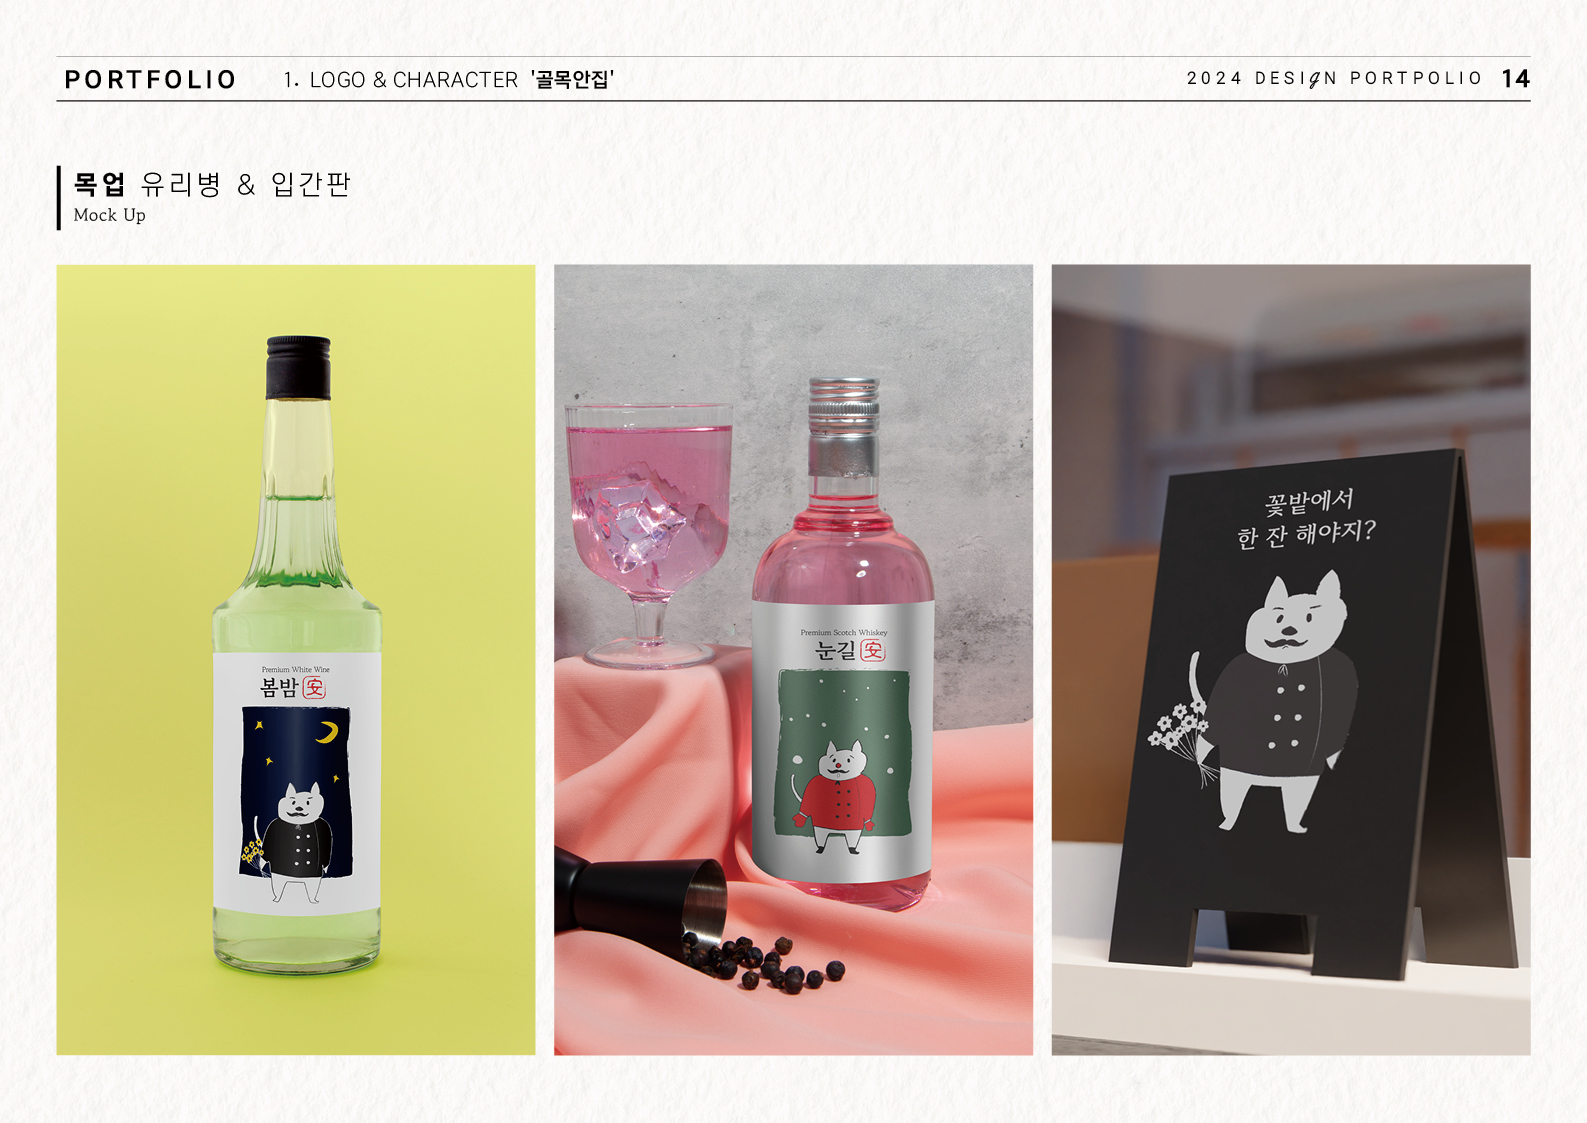 PORTFOLIO 1. LOGO & CHARACTER '골목안집' 2024 DESIGN PORTPOLIO 14
목업 유리병 & 입간판
Mock Up
Premium White Wine
봄밤 安
Premium Scotch Whiskey
눈길 安
꽃밭에서
한 잔 해야지?